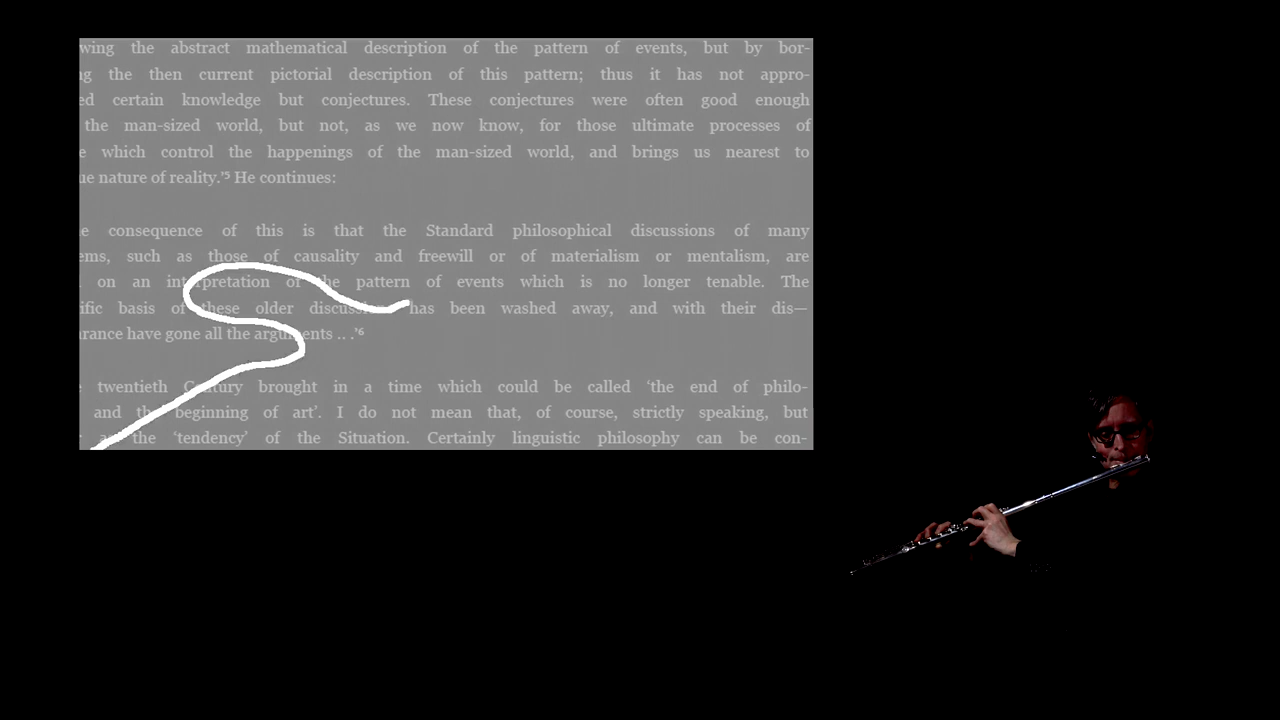 wing the abstract mathematical description of the pattern of events, but by bor-
ng the then current pictorial description of this pattern; thus it has not appro-
ed certain knowledge but conjectures. These conjectures were often good enough
the man-sized world, but not, as we now know, for those ultimate processes of
e which control the happenings of the man-sized world, and brings us nearest to
ue nature of reality.’⁵ He continues:
e consequence of this is that the Standard philosophical discussions of many
ems, such as those of causality and freewill or of materialism or mentalism, are
on an interpretation of the pattern of events which is no longer tenable. The
ific basis of these older discussions has been washed away, and with their dis—
arance have gone all the arguments .. .’⁶
e twentieth Century brought in a time which could be called ‘the end of philo-
and the beginning of art’. I do not mean that, of course, strictly speaking, but
are the ‘tendency’ of the Situation. Certainly linguistic philosophy can be con-